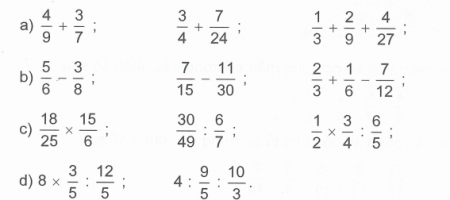 a) 4/9 + 3/7 ; 3/4 + 7/24 ; 1/3 + 2/9 + 4/27 ;
b) 5/6 - 3/8 ; 7/15 - 11/30 ; 2/3 + 1/6 - 7/12 ;
c) 18/25 × 15/6 ; 30/49 : 6/7 ; 1/2 × 3/4 : 6/5 ;
d) 8 × 3/5 : 12/5 ; 4 : 9/5 : 10/3 .